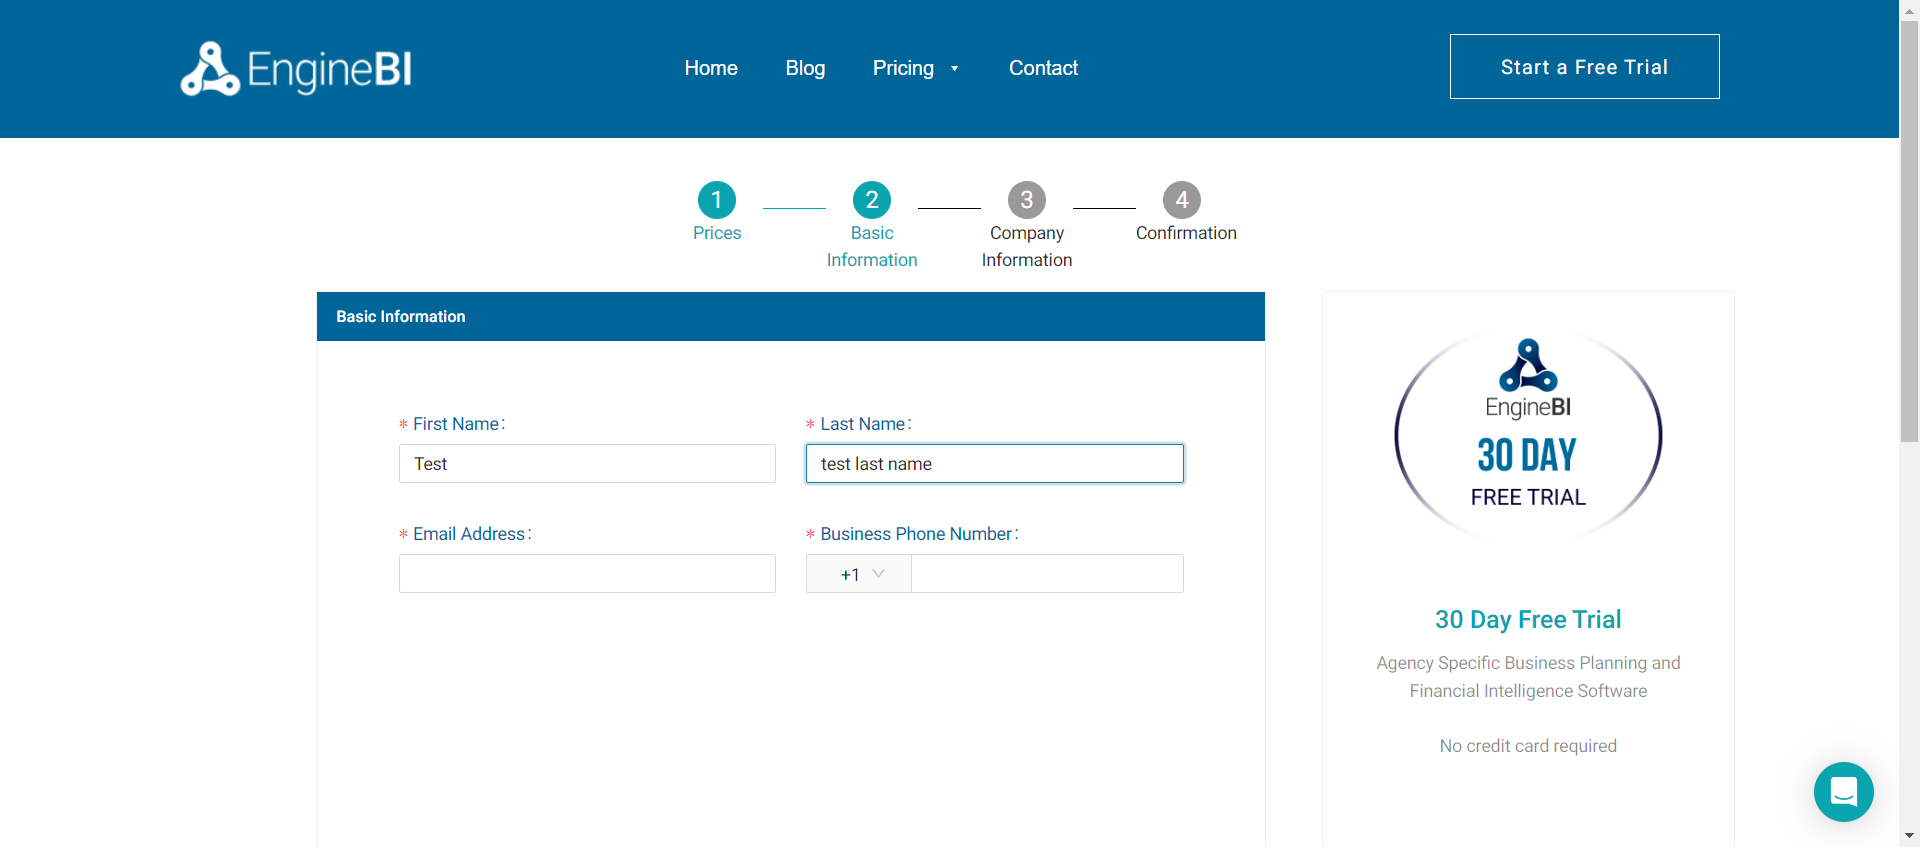 EngineBI
Home Blog Pricing Contact
Start a Free Trial
1 2 3 4
Prices Basic Information Company Information Confirmation
Basic Information
* First Name: * Last Name:
Test test last name
* Email Address: * Business Phone Number:
+1
EngineBI
30 DAY
FREE TRIAL
30 Day Free Trial
Agency Specific Business Planning and
Financial Intelligence Software
No credit card required